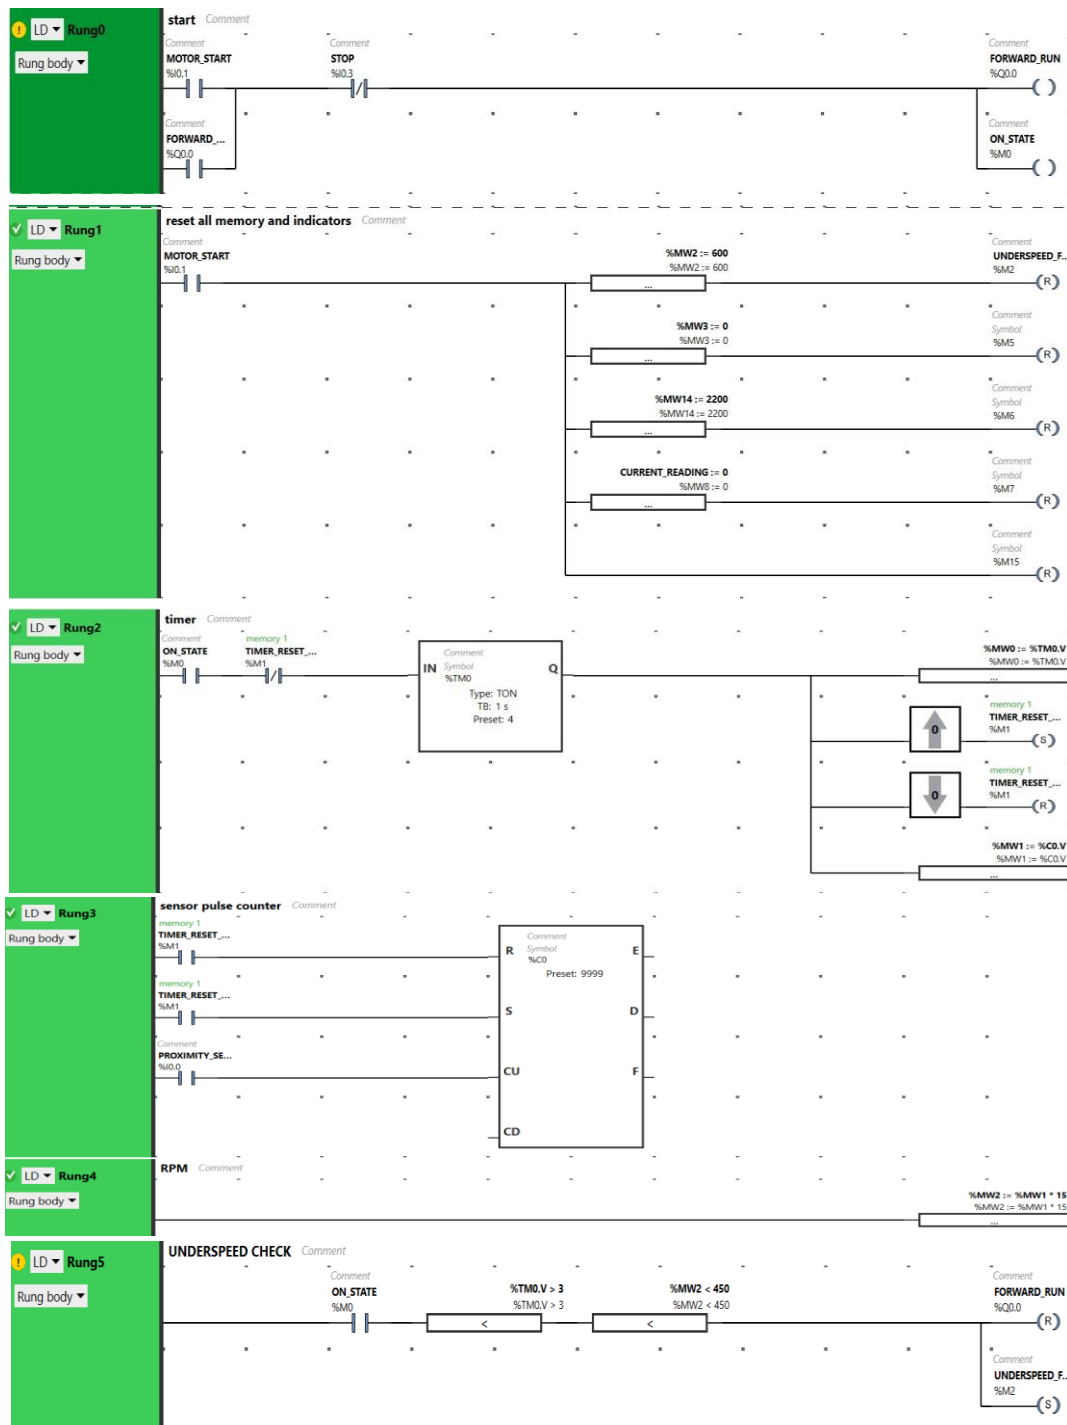 LD Rung0
Rung body
start Comment
Comment
MOTOR_START
%I0.1
Comment
STOP
%I0.3
Comment
FORWARD_RUN
%Q0.0
Comment
FORWARD_...
%Q0.0
Comment
ON_STATE
%M0
LD Rung1
Rung body
reset all memory and indicators Comment
Comment
MOTOR_START
%I0.1
%MW2 := 600
%MW2 := 600
...
Comment
UNDERSPEED_F..
%M2
R
%MW3 := 0
%MW3 := 0
...
Comment
Symbol
%M5
R
%MW14 := 2200
%MW14 := 2200
...
Comment
Symbol
%M6
R
CURRENT_READING := 0
%MW8 := 0
...
Comment
Symbol
%M7
R
Comment
Symbol
%M15
R
LD Rung2
Rung body
timer Comment
Comment
ON_STATE
%M0
memory 1
TIMER_RESET_...
%M1
IN
Comment
Symbol
%TM0
Q
Type: TON
TB: 1 s
Preset: 4
%MW0 := %TM0.V
%MW0 := %TM0.V
...
0
memory 1
TIMER_RESET_...
%M1
S
0
memory 1
TIMER_RESET_...
%M1
R
%MW1 := %C0.V
%MW1 := %C0.V
...
LD Rung3
Rung body
sensor pulse counter Comment
memory 1
TIMER_RESET_...
%M1
memory 1
TIMER_RESET_...
%M1
Comment
PROXIMITY_SE...
%I0.0
Comment
Symbol
%C0
Preset: 9999
R E
S D
CU F
CD
LD Rung4
Rung body
RPM Comment
%MW2 := %MW1 * 15
%MW2 := %MW1 * 15
...
LD Rung5
Rung body
UNDERSPEED CHECK Comment
Comment
ON_STATE
%M0
%TM0.V > 3
%TM0.V > 3
<
%MW2 < 450
%MW2 < 450
<
Comment
FORWARD_RUN
%Q0.0
R
Comment
UNDERSPEED_F..
%M2
S